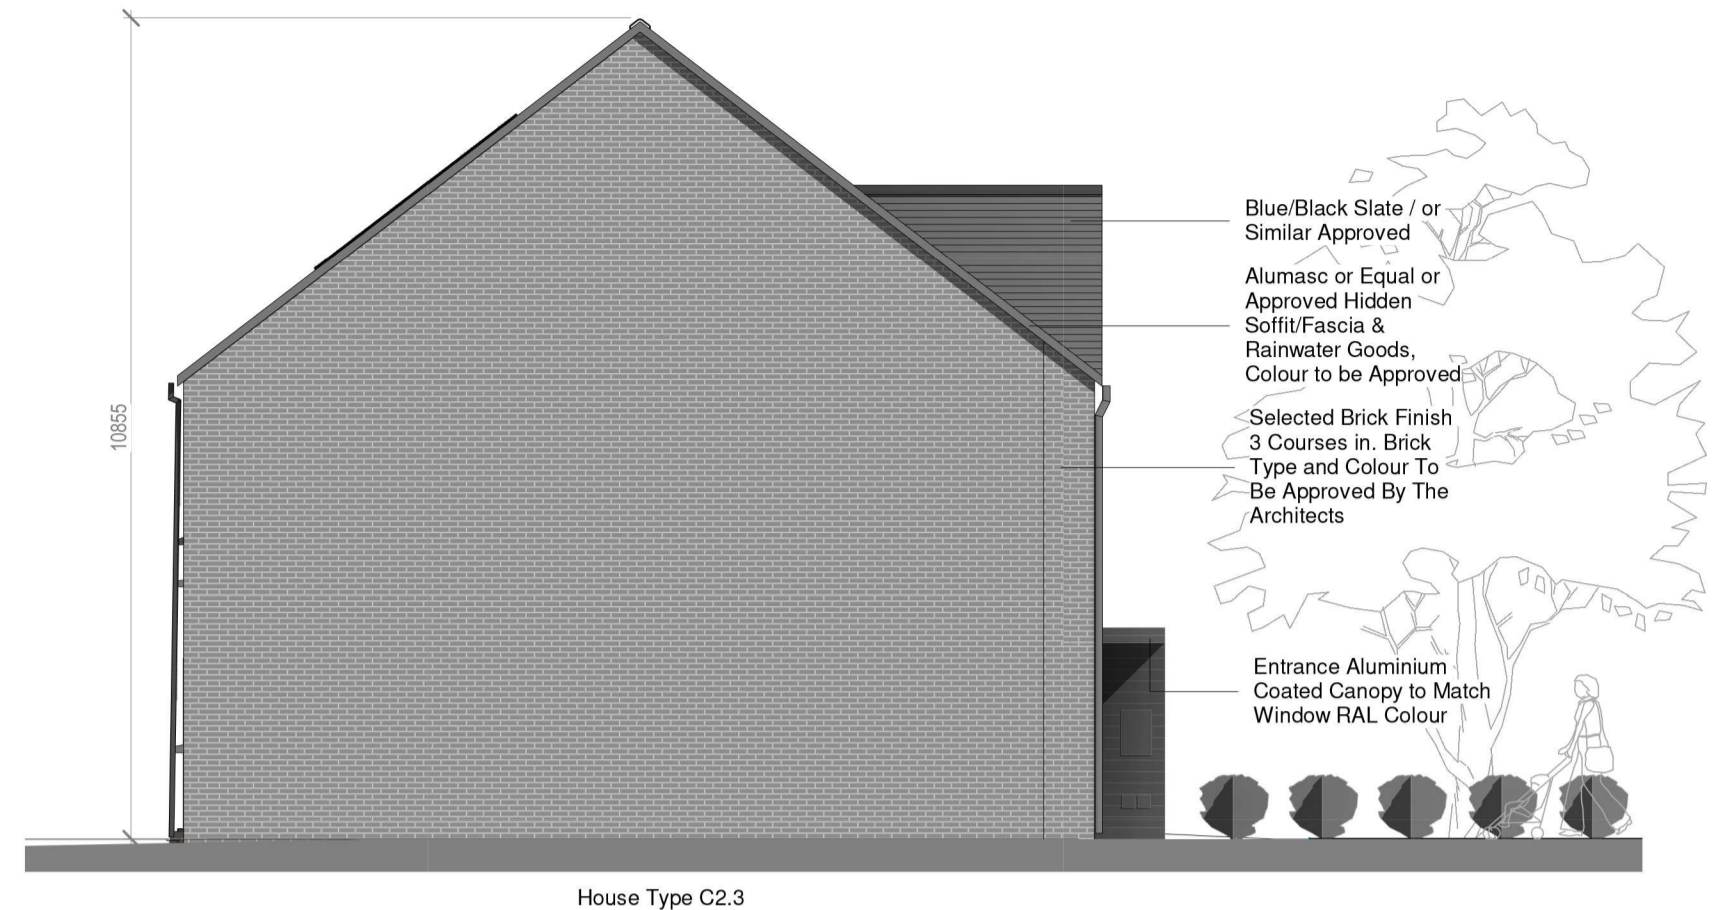 10855
Blue/Black Slate / or
Similar Approved
Alumasc or Equal or
Approved Hidden
Soffit/Fascia &
Rainwater Goods,
Colour to be Approved
Selected Brick Finish
3 Courses in. Brick
Type and Colour To
Be Approved By The
Architects
Entrance Aluminium
Coated Canopy to Match
Window RAL Colour
House Type C2.3